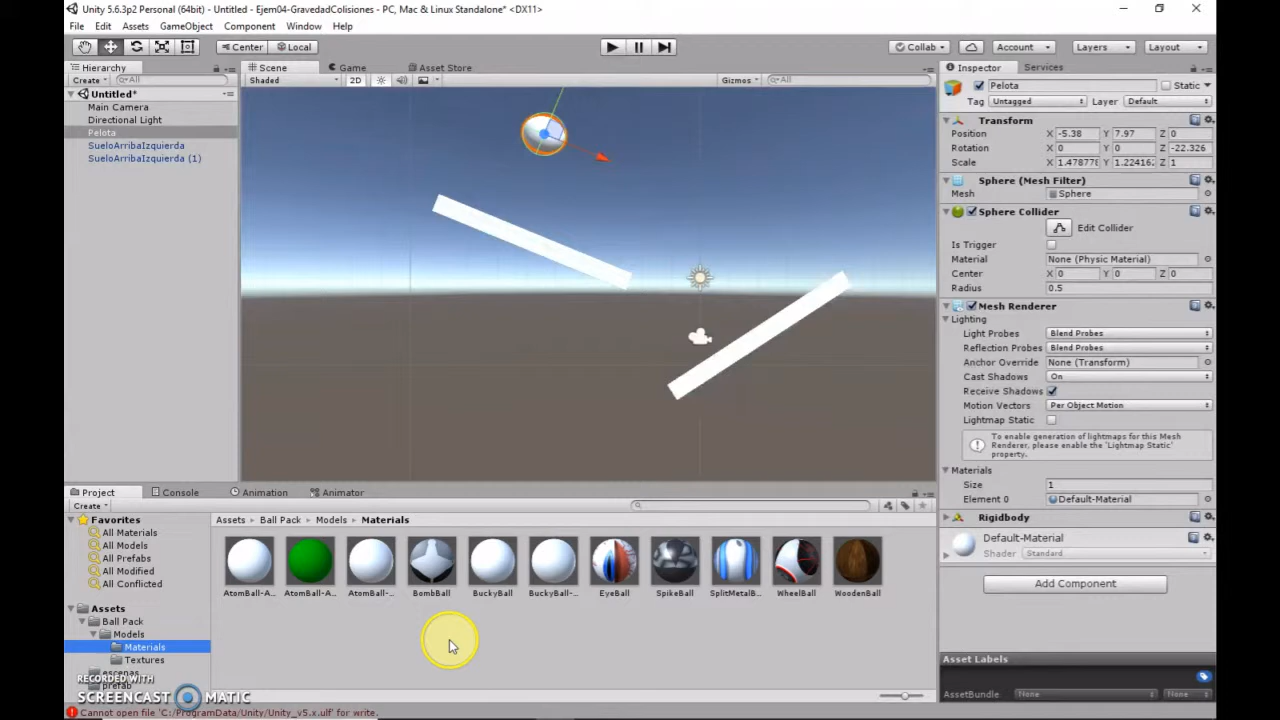 Unity 5.6.3p2 Personal (64bit) - Untitled - Ejem04-GravedadColisiones - PC, Mac & Linux Standalone* <DX11>
File Edit Assets GameObject Component Window Help
Center Local Collab Account Layers Layout
Hierarchy
Create All
Untitled*
Main Camera
Directional Light
Pelota
SueloArribaIzquierda
SueloArribaIzquierda (1)
Scene Game Asset Store
Shaded 2D Gizmos All
Inspector Services
Pelota Static
Tag Untagged Layer Default
Transform
Position X -5.38 Y 7.97 Z 0
Rotation X 0 Y 0 Z -22.326
Scale X 1.478778 Y 1.224162 Z 1
Sphere (Mesh Filter)
Mesh Sphere
Sphere Collider
Edit Collider
Is Trigger
Material None (Physic Material)
Center X 0 Y 0 Z 0
Radius 0.5
Mesh Renderer
Lighting
Light Probes Blend Probes
Reflection Probes Blend Probes
Anchor Override None (Transform)
Cast Shadows On
Receive Shadows
Motion Vectors Per Object Motion
Lightmap Static
To enable generation of lightmaps for this Mesh
Renderer, please enable the 'Lightmap Static'
property.
Materials
Size 1
Element 0 Default-Material
Rigidbody
Default-Material
Shader Standard
Add Component
Asset Labels
AssetBundle None None
Project Console Animation Animator
Create
Favorites
All Materials
All Models
All Prefabs
All Modified
All Conflicted
Assets
Ball Pack
Models
Materials
Textures
escenas
prefab
Assets Ball Pack Models Materials
AtomBall-A... AtomBall-A... AtomBall-... BombBall BuckyBall BuckyBall-... EyeBall SpikeBall SplitMetalB... WheelBall WoodenBall
RECORDED WITH
SCREENCAST MATIC
Cannot open file 'C:/ProgramData/Unity/Unity_v5.x.ulf' for write.